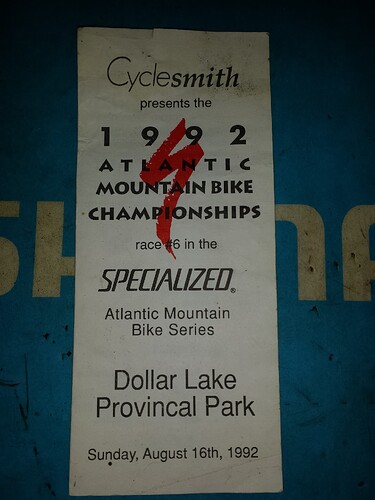 Cyclesmith
presents the
1992
ATLANTIC
MOUNTAIN BIKE
CHAMPIONSHIPS
race #6 in the
SPECIALIZED®
Atlantic Mountain
Bike Series
Dollar Lake
Provincal Park
Sunday, August 16th, 1992